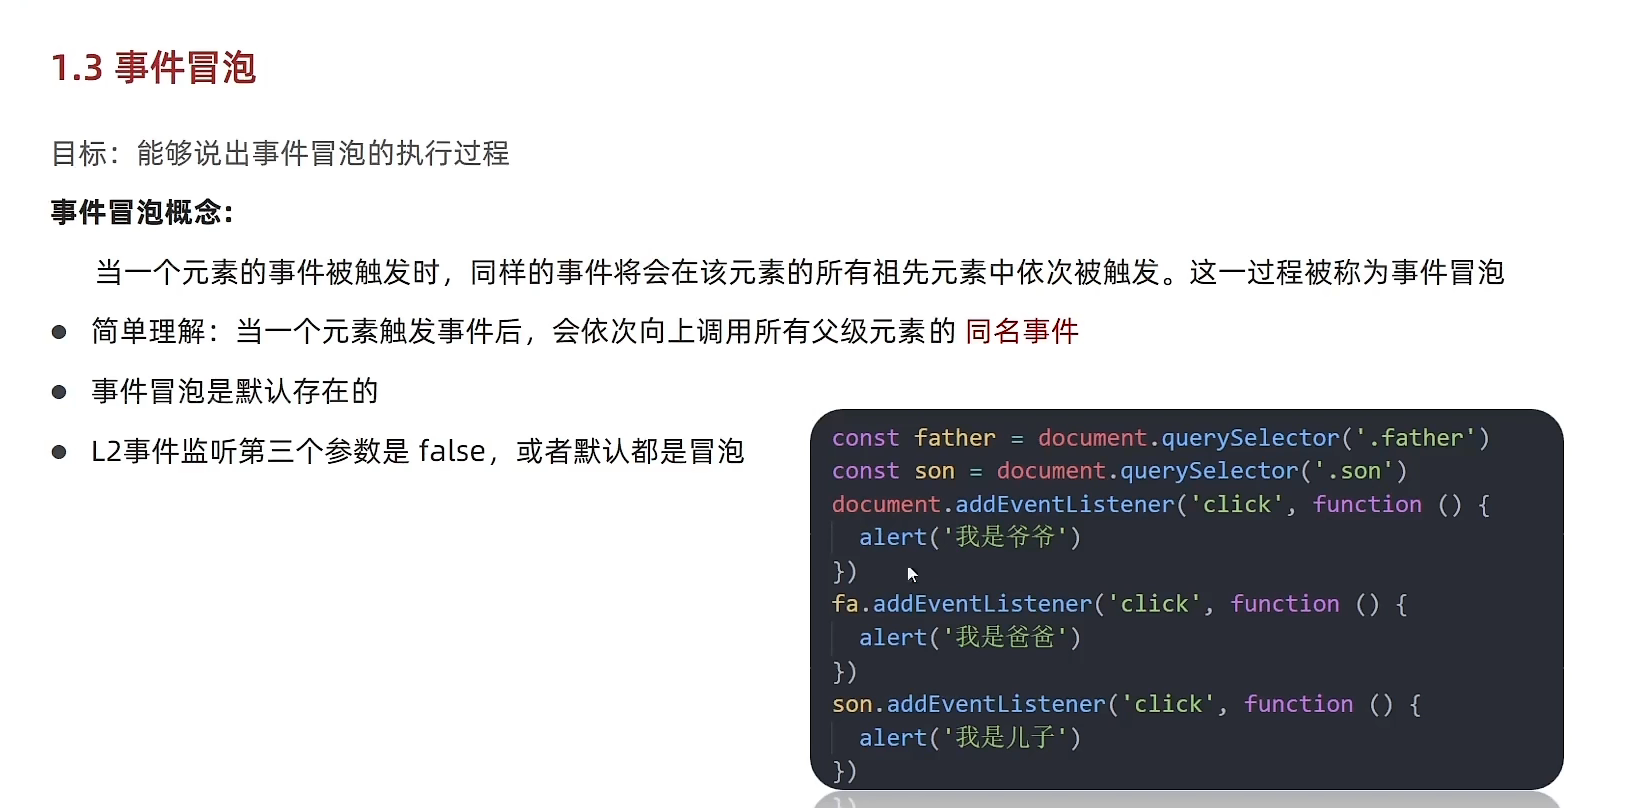 1.3 事件冒泡
目标：能够说出事件冒泡的执行过程
事件冒泡概念：
当一个元素的事件被触发时，同样的事件将会在该元素的所有祖先元素中依次被触发。这一过程被称为事件冒泡
● 简单理解：当一个元素触发事件后，会依次向上调用所有父级元素的 同名事件
● 事件冒泡是默认存在的
● L2事件监听第三个参数是 false，或者默认都是冒泡
const father = document.querySelector('.father')
const son = document.querySelector('.son')
document.addEventListener('click', function () {
  alert('我是爷爷')
})
fa.addEventListener('click', function () {
  alert('我是爸爸')
})
son.addEventListener('click', function () {
  alert('我是儿子')
})